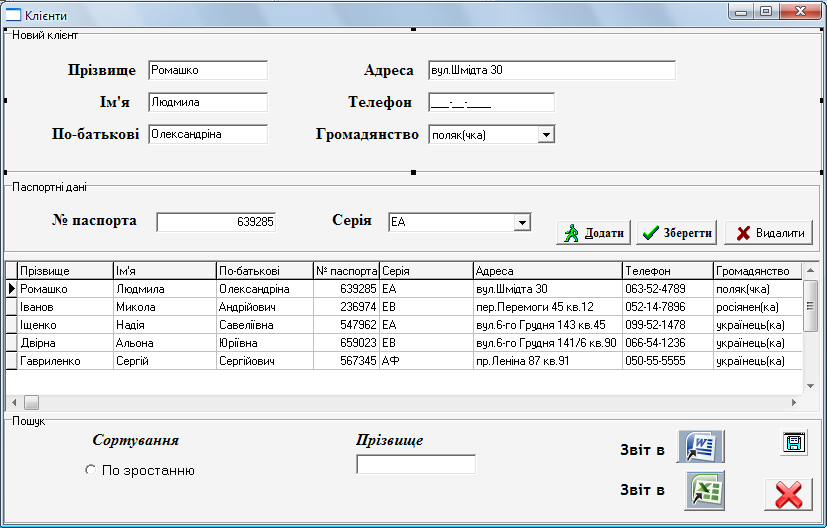 Клієнти
Новий клієнт
Прізвище Ромашко Адреса вул.Шмідта 30
Ім'я Людмила Телефон ___-__-____
По-батькові Олександріна Громадянство поляк(чка)
Паспортні дані
№ паспорта 639285 Серія ЕА
Додати Зберегти Видалити
Прізвище Ім'я По-батькові № паспорта Серія Адреса Телефон Громадянство
Ромашко Людмила Олександріна 639285 ЕА вул.Шмідта 30 063-52-4789 поляк(чка)
Іванов Микола Андрійович 236974 ЕВ пер.Перемоги 45 кв.12 052-14-7896 росіянен(ка)
Іщенко Надія Савеліївна 547962 ЕА вул.6-го Грудня 143 кв.45 099-52-1478 українець(ка)
Двірна Альона Юріївна 659023 ЕВ вул.6-го Грудня 141/6 кв.90 066-54-1236 українець(ка)
Гавриленко Сергій Сергійович 567345 АФ пр.Леніна 87 кв.91 050-55-5555 українець(ка)
Пошук
Сортування Прізвище
Звіт в
По зростанню
Звіт в